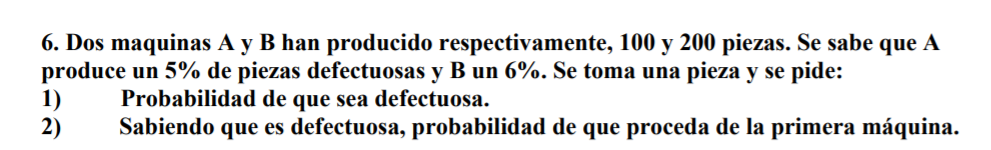 6. Dos maquinas A y B han producido respectivamente, 100 y 200 piezas. Se sabe que A
produce un 5% de piezas defectuosas y B un 6%. Se toma una pieza y se pide:
1) Probabilidad de que sea defectuosa.
2) Sabiendo que es defectuosa, probabilidad de que proceda de la primera máquina.